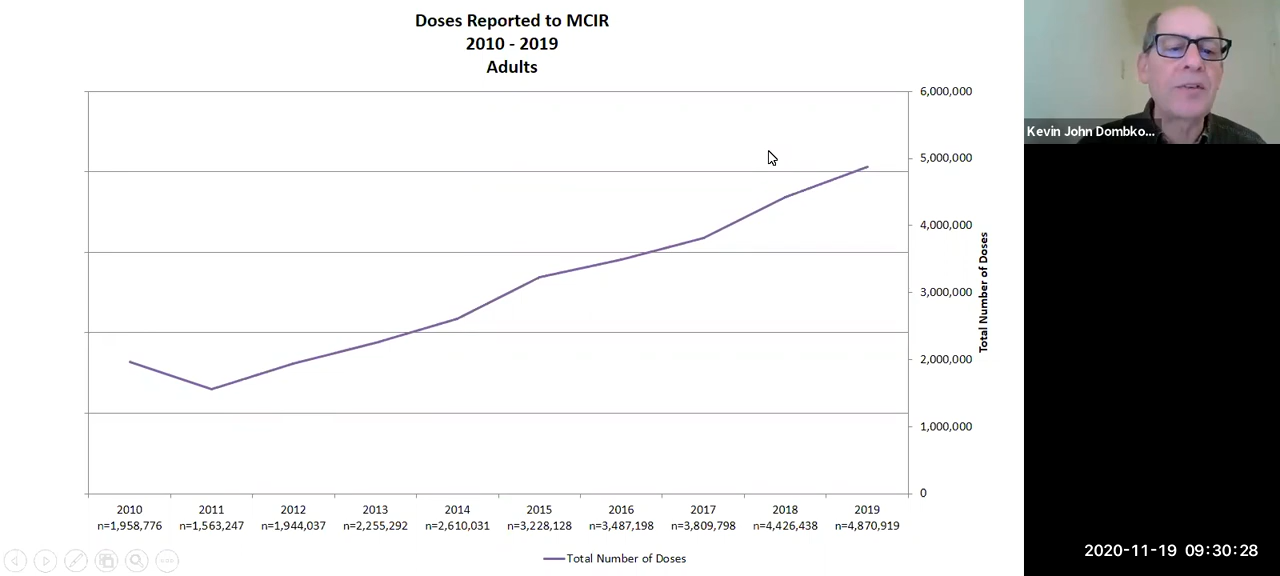 Doses Reported to MCIR
2010 - 2019
Adults
6,000,000
5,000,000
4,000,000
3,000,000
2,000,000
1,000,000
0
Total Number of Doses
2010 2011 2012 2013 2014 2015 2016 2017 2018 2019
n=1,958,776 n=1,563,247 n=1,944,037 n=2,255,292 n=2,610,031 n=3,228,128 n=3,487,198 n=3,809,798 n=4,426,438 n=4,870,919
Total Number of Doses
Kevin John Dombko...
2020-11-19 09:30:28